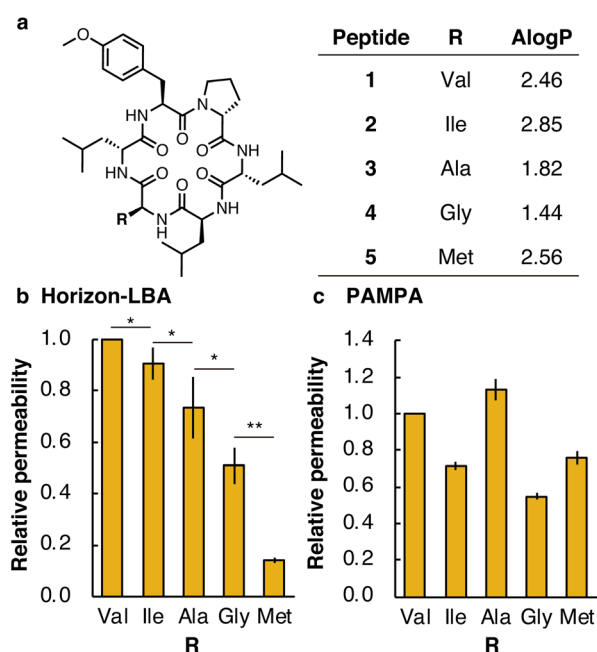 a
Peptide R AlogP
1 Val 2.46
2 Ile 2.85
3 Ala 1.82
4 Gly 1.44
5 Met 2.56
O
N
HN
O
O
O
O
NH
HN
O
O
O
NH
R
N
H
b Horizon-LBA
Relative permeability
1.0
0.8
0.6
0.4
0.2
0.0
*
*
*
**
Val Ile Ala Gly Met
R
c PAMPA
Relative permeability
1.4
1.2
1.0
0.8
0.6
0.4
0.2
0.0
Val Ile Ala Gly Met
R